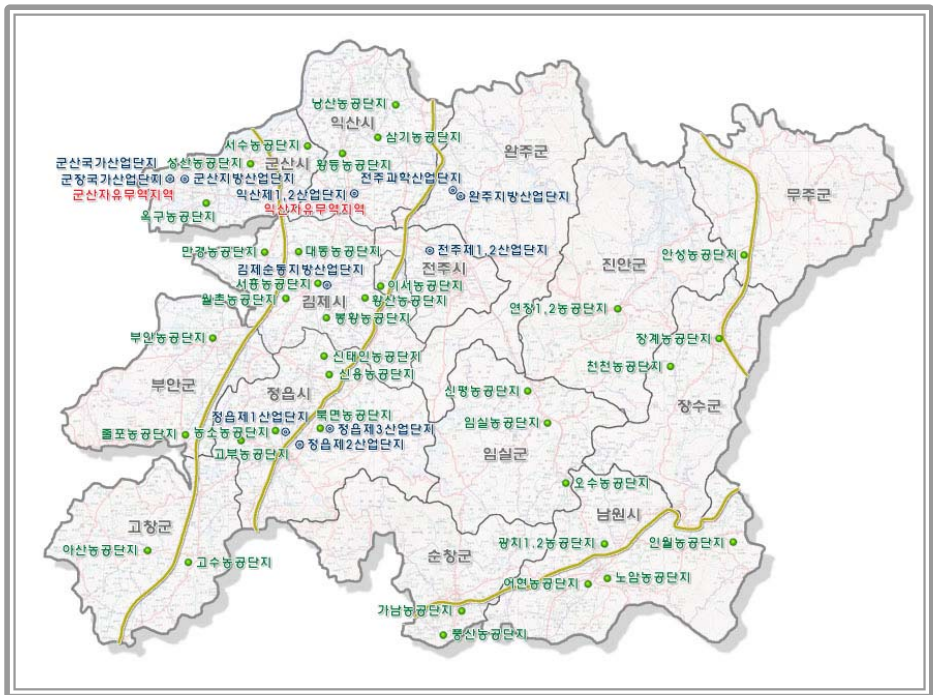 낭산농공단지
익산시
삼기농공단지
서수농공단지
황등농공단지
완주군
군산국가산업단지
성산농공단지
군산시
군장국가산업단지
군산지방산업단지
전주과학산업단지
군산자유무역지역
익산제1,2산업단지
완주지방산업단지
익산자유무역지역
옥구농공단지
무주군
만경농공단지
대동농공단지
전주제1,2산업단지
안성농공단지
김제순동지방산업단지
전주시
진안군
서흥농공단지
이서농공단지
월촌농공단지
김제시
황산농공단지
연장1,2농공단지
봉황농공단지
부안농공단지
장계농공단지
신태인농공단지
천천농공단지
신용농공단지
부안군
정읍시
신평농공단지
장수군
정읍제1산업단지
북면농공단지
임실농공단지
줄포농공단지
농소농공단지
정읍제3산업단지
정읍제2산업단지
고부농공단지
임실군
오수농공단지
남원시
고창군
광치1,2농공단지
인월농공단지
아산농공단지
순창군
고수농공단지
어현농공단지
노암농공단지
가남농공단지
풍산농공단지